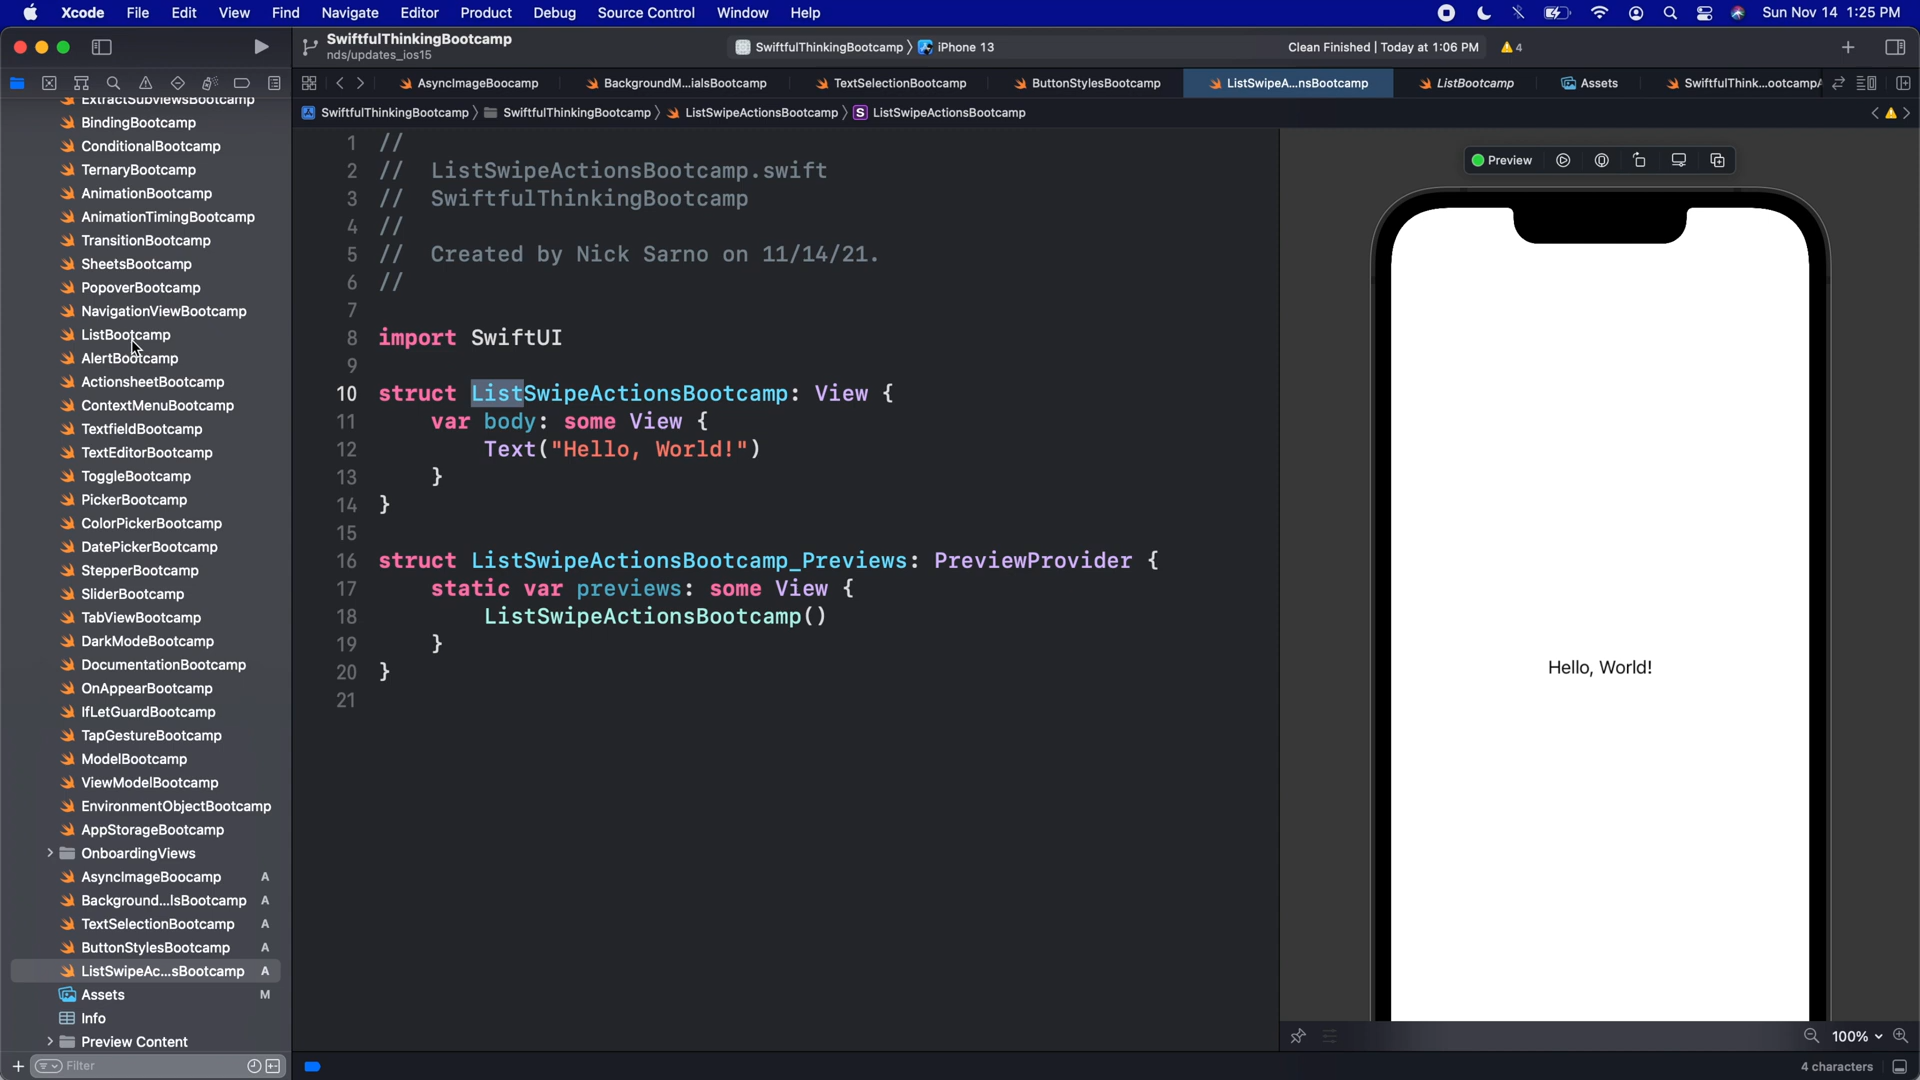 Xcode File Edit View Find Navigate Editor Product Debug Source Control Window Help Sun Nov 14 1:25 PM
SwiftfulThinkingBootcamp
nds/updates_ios15
SwiftfulThinkingBootcamp iPhone 13
Clean Finished | Today at 1:06 PM 4
AsyncImageBoocamp BackgroundM...ialsBootcamp TextSelectionBootcamp ButtonStylesBootcamp ListSwipeA...nsBootcamp ListBootcamp Assets SwiftfulThink...ootcampA
SwiftfulThinkingBootcamp SwiftfulThinkingBootcamp ListSwipeActionsBootcamp S ListSwipeActionsBootcamp
ExtractSubviewsBootcamp
BindingBootcamp
ConditionalBootcamp
TernaryBootcamp
AnimationBootcamp
AnimationTimingBootcamp
TransitionBootcamp
SheetsBootcamp
PopoverBootcamp
NavigationViewBootcamp
ListBootcamp
AlertBootcamp
ActionsheetBootcamp
ContextMenuBootcamp
TextfieldBootcamp
TextEditorBootcamp
ToggleBootcamp
PickerBootcamp
ColorPickerBootcamp
DatePickerBootcamp
StepperBootcamp
SliderBootcamp
TabViewBootcamp
DarkModeBootcamp
DocumentationBootcamp
OnAppearBootcamp
IfLetGuardBootcamp
TapGestureBootcamp
ModelBootcamp
ViewModelBootcamp
EnvironmentObjectBootcamp
AppStorageBootcamp
OnboardingViews
AsyncImageBoocamp A
Background...lsBootcamp A
TextSelectionBootcamp A
ButtonStylesBootcamp A
ListSwipeAc...sBootcamp A
Assets M
Info
Preview Content
Filter
1 //
2 // ListSwipeActionsBootcamp.swift
3 // SwiftfulThinkingBootcamp
4 //
5 // Created by Nick Sarno on 11/14/21.
6 //
7
8 import SwiftUI
9
10 struct ListSwipeActionsBootcamp: View {
11 var body: some View {
12 Text("Hello, World!")
13 }
14 }
15
16 struct ListSwipeActionsBootcamp_Previews: PreviewProvider {
17 static var previews: some View {
18 ListSwipeActionsBootcamp()
19 }
20 }
21
Preview
Hello, World!
100%
4 characters